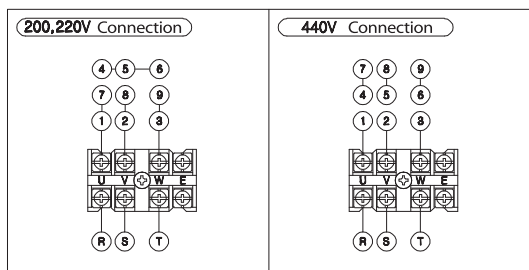 200,220V Connection
4 5 6
7 8 9
1 2 3
U V W E
R S T
440V Connection
7 8 9
4 5 6
1 2 3
U V W E
R S T